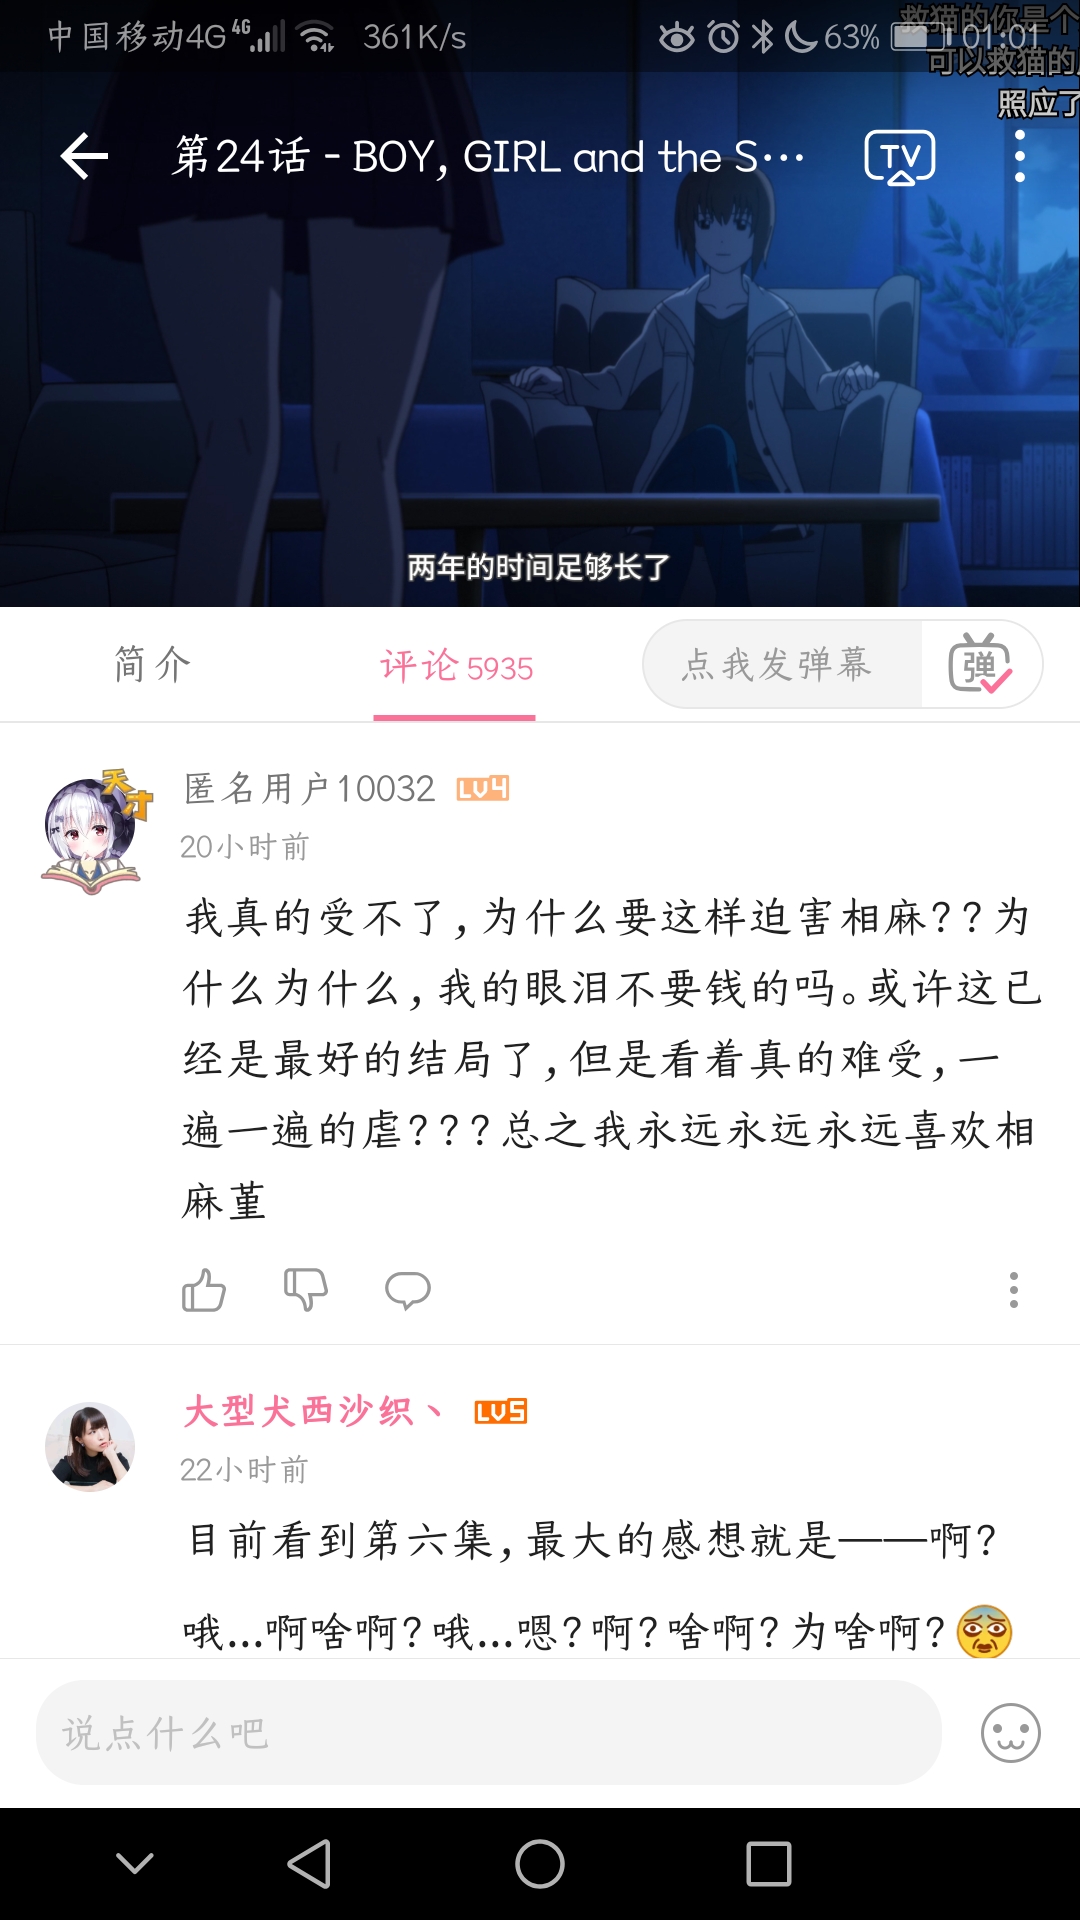 中国移动4G 4G 361K/s 63% 01:01
救猫的你是个
可以救猫的
照应了
第24话 - BOY, GIRL and the S…
TV
两年的时间足够长了
简介 评论 5935 点我发弹幕 弹
天才
匿名用户10032 LV4
20小时前
我真的受不了,为什么要这样迫害相麻??为
什么为什么,我的眼泪不要钱的吗。或许这已
经是最好的结局了,但是看着真的难受,一
遍一遍的虐???总之我永远永远永远喜欢相
麻堇
大型犬西沙织丶 LV5
22小时前
目前看到第六集,最大的感想就是——啊?
哦...啊啥啊?哦...嗯?啊?啥啊?为啥啊?
说点什么吧